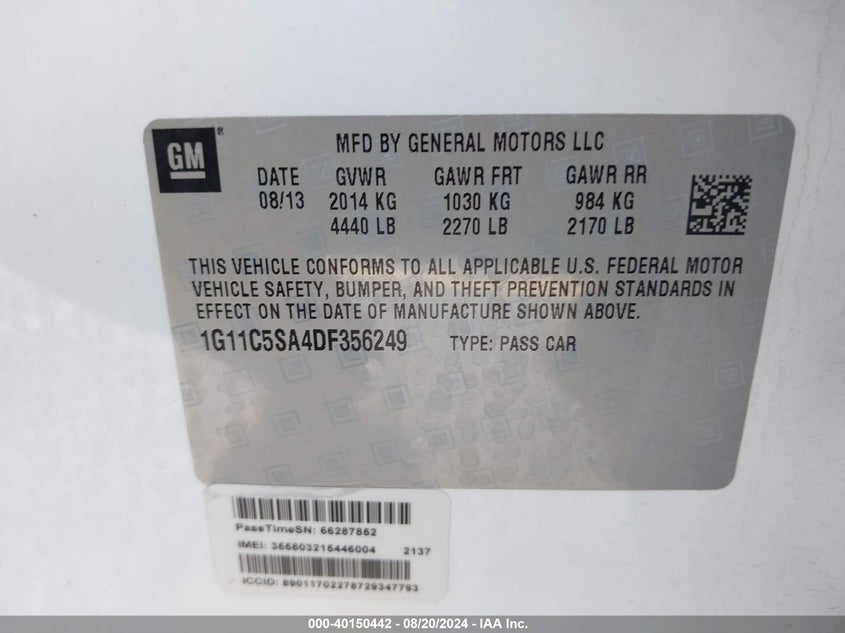 GM®
MFD BY GENERAL MOTORS LLC
DATE GVWR GAWR FRT GAWR RR
08/13 2014 KG 1030 KG 984 KG
4440 LB 2270 LB 2170 LB
THIS VEHICLE CONFORMS TO ALL APPLICABLE U.S. FEDERAL MOTOR
VEHICLE SAFETY, BUMPER, AND THEFT PREVENTION STANDARDS IN
EFFECT ON THE DATE OF MANUFACTURE SHOWN ABOVE.
1G11C5SA4DF356249 TYPE: PASS CAR
PassTimeSN: 66287852
IMEI: 355803215446004 2137
ICCID: 89011702278729347793
000-40150442 - 08/20/2024 - IAA Inc.